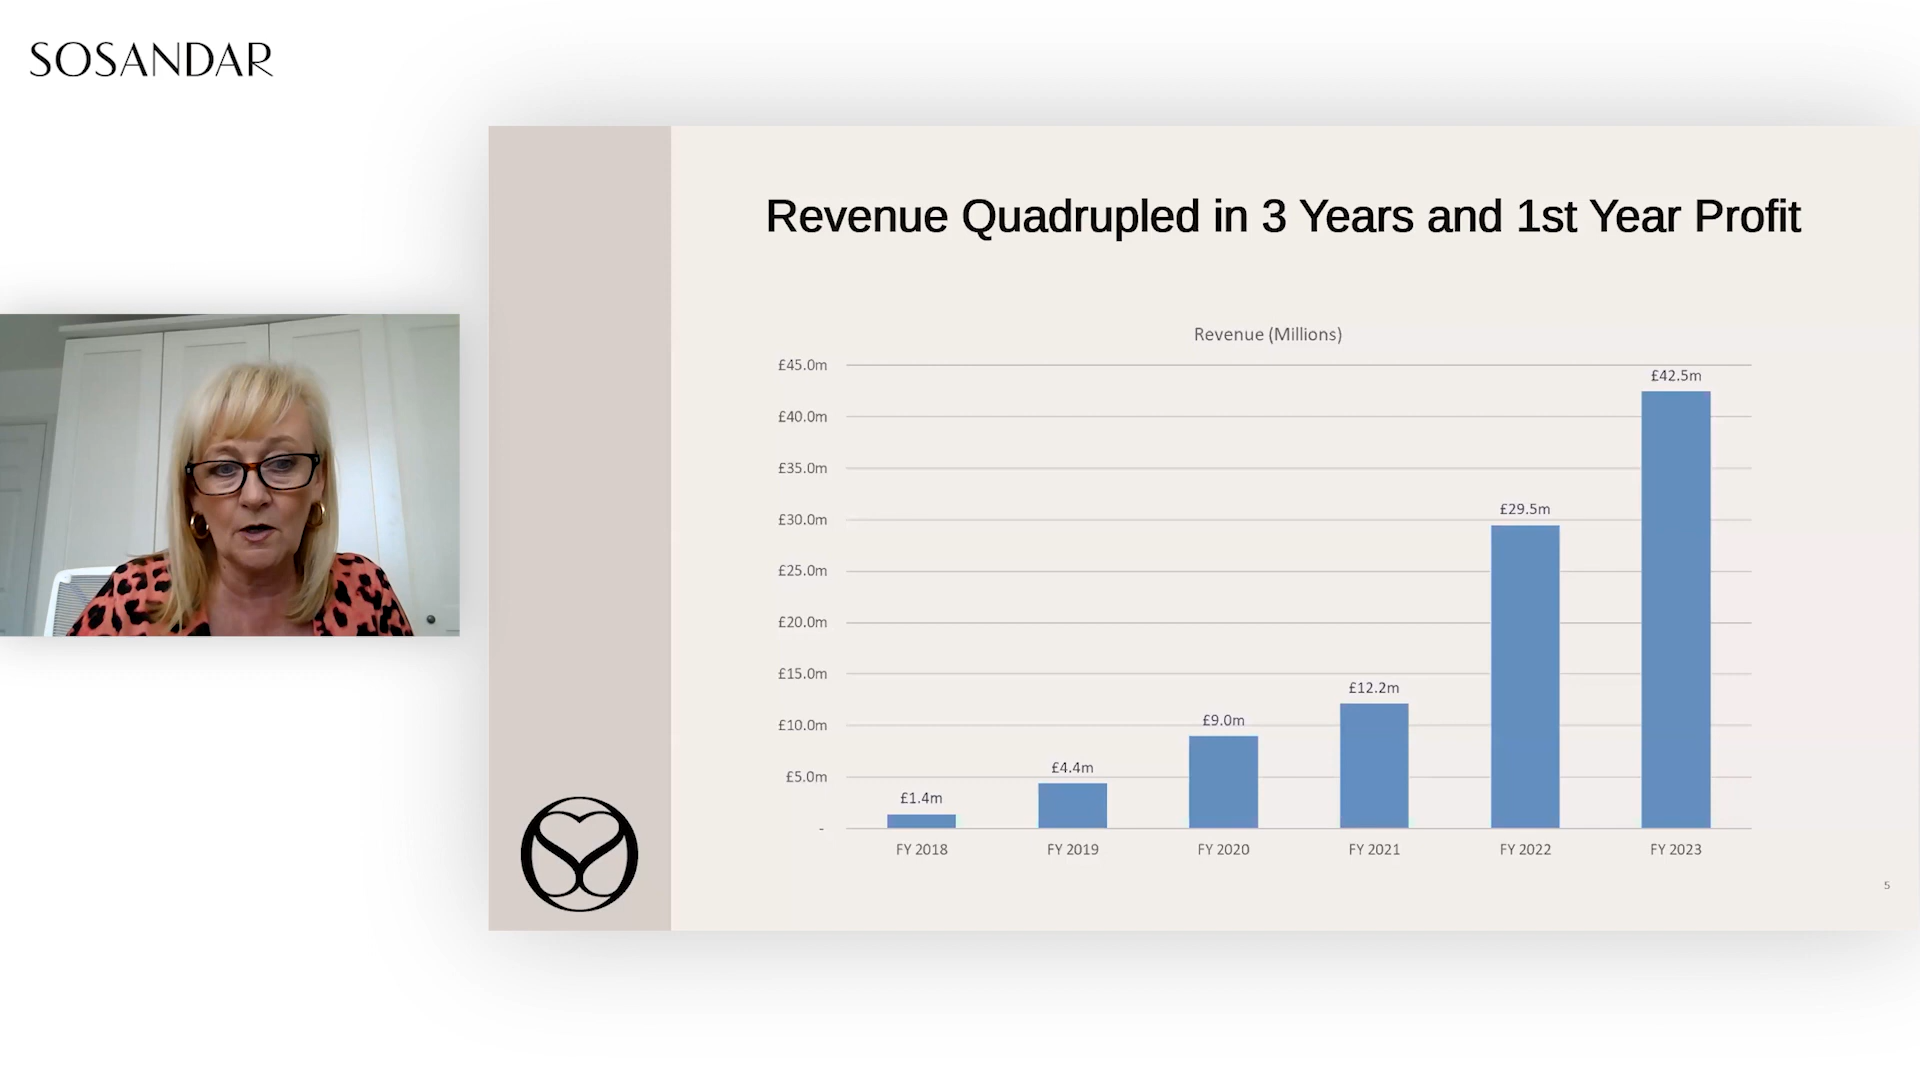 SOSANDAR
Revenue Quadrupled in 3 Years and 1st Year Profit
Revenue (Millions)
£45.0m
£40.0m
£35.0m
£30.0m
£25.0m
£20.0m
£15.0m
£10.0m
£5.0m
-
£1.4m
£4.4m
£9.0m
£12.2m
£29.5m
£42.5m
FY 2018 FY 2019 FY 2020 FY 2021 FY 2022 FY 2023
5